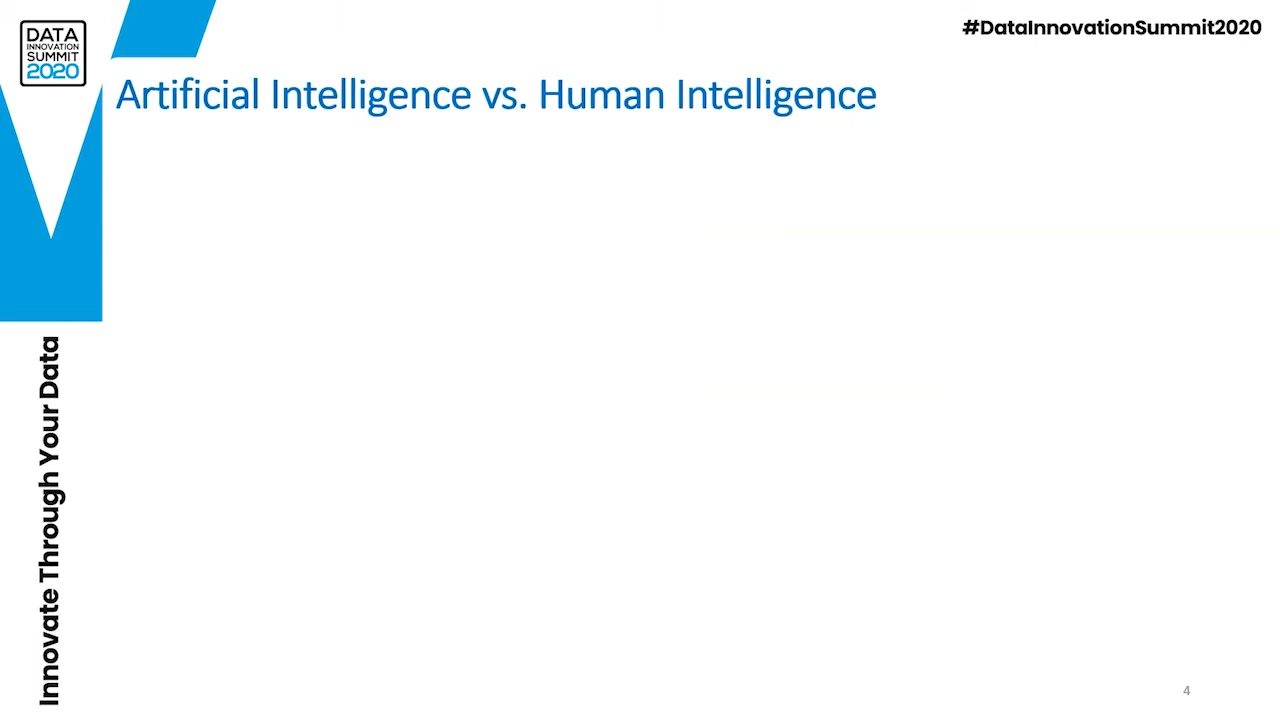 DATA
INNOVATION
SUMMIT
2020
#DataInnovationSummit2020
Artificial Intelligence vs. Human Intelligence
Innovate Through Your Data
4